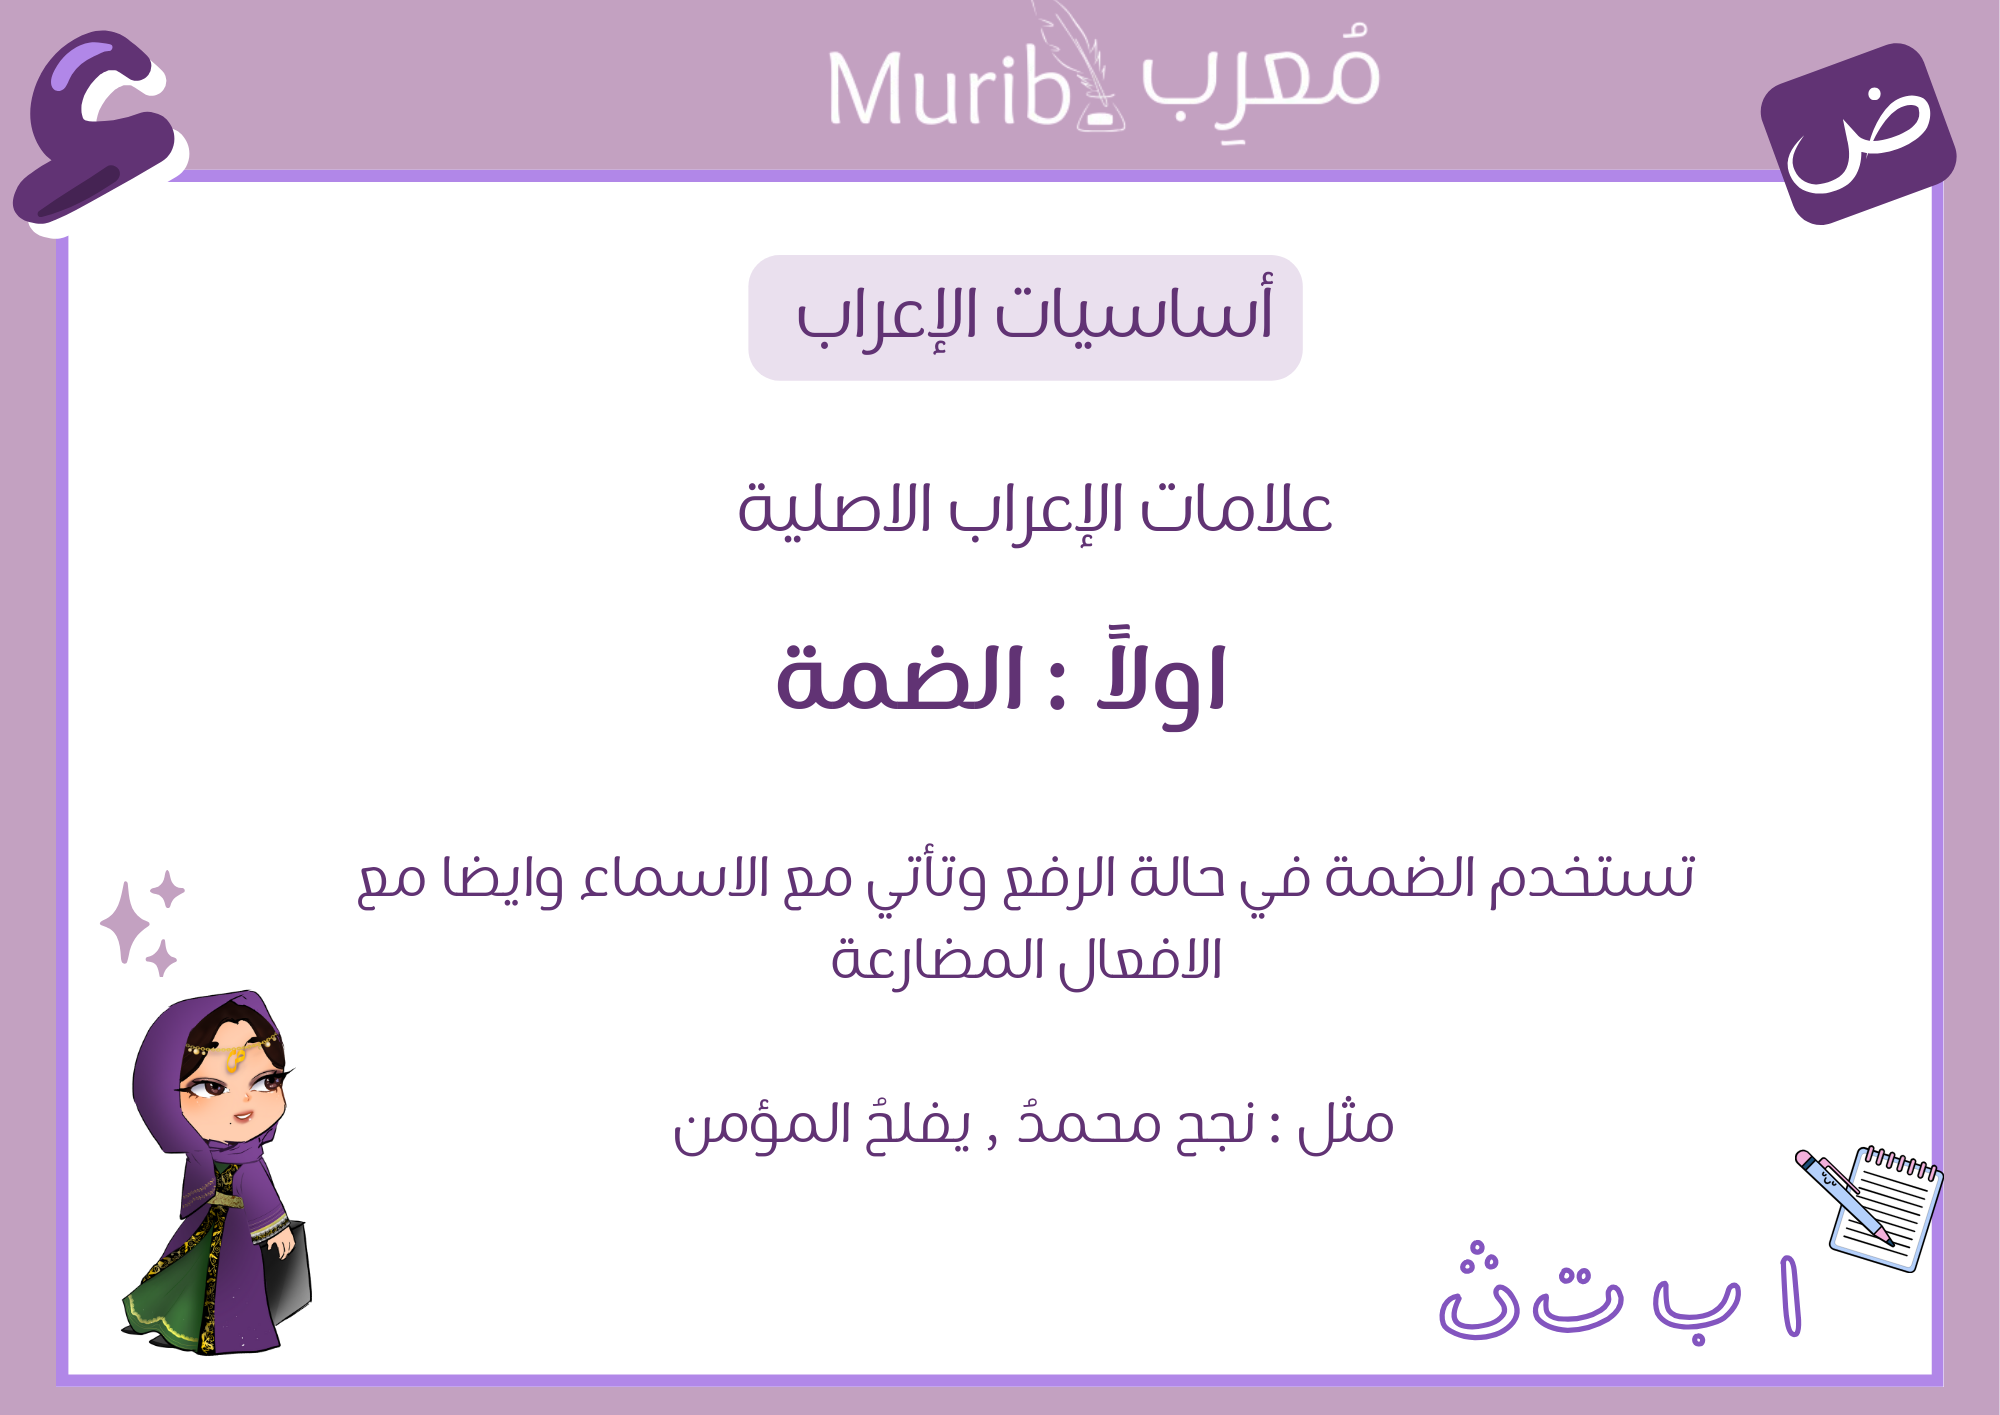 Murib مُعرِب
ض
ء
أساسيات الإعراب
علامات الإعراب الاصلية
اولاً : الضمة
تستخدم الضمة في حالة الرفع وتأتي مع الاسماء وايضا مع
الافعال المضارعة
مثل : نجح محمدُ , يفلحُ المؤمن
ا ب ت ث
ض